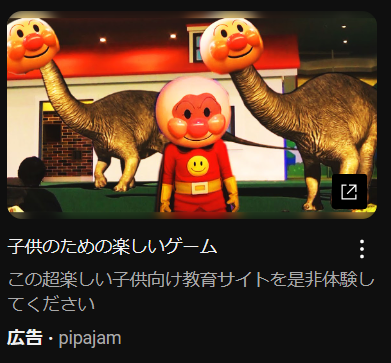 子供のための楽しいゲーム
この超楽しい子供向け教育サイトを是非体験し
てください
広告・pipajam